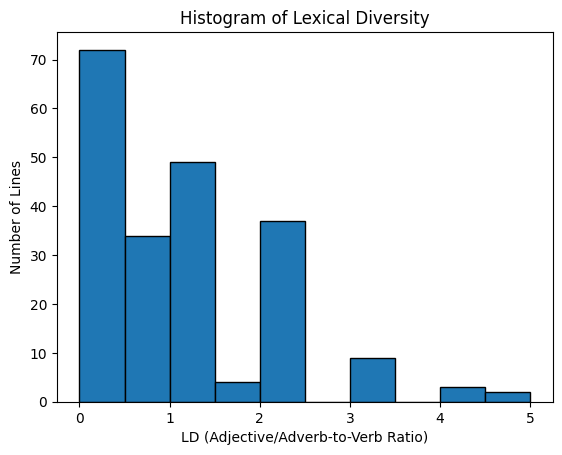 Histogram of Lexical Diversity
Number of Lines
70
60
50
40
30
20
10
0
0 1 2 3 4 5
LD (Adjective/Adverb-to-Verb Ratio)